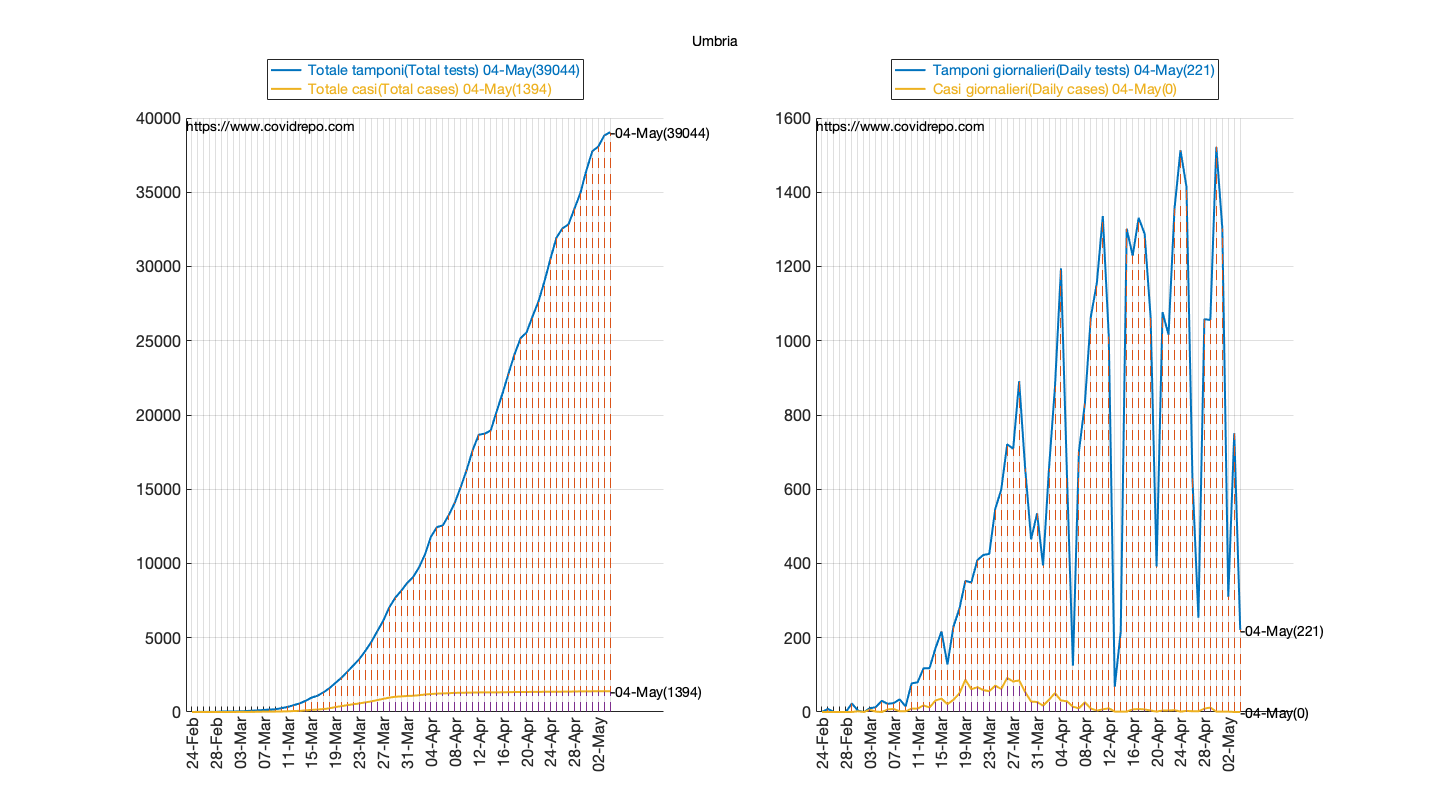 Umbria
Totale tamponi(Total tests) 04-May(39044)
Totale casi(Total cases) 04-May(1394)
40000
35000
30000
25000
20000
15000
10000
5000
0
https://www.covidrepo.com
04-May(39044)
04-May(1394)
24-Feb
28-Feb
03-Mar
07-Mar
11-Mar
15-Mar
19-Mar
23-Mar
27-Mar
31-Mar
04-Apr
08-Apr
12-Apr
16-Apr
20-Apr
24-Apr
28-Apr
02-May
Tamponi giornalieri(Daily tests) 04-May(221)
Casi giornalieri(Daily cases) 04-May(0)
1600
1400
1200
1000
800
600
400
200
0
https://www.covidrepo.com
04-May(221)
04-May(0)
24-Feb
28-Feb
03-Mar
07-Mar
11-Mar
15-Mar
19-Mar
23-Mar
27-Mar
31-Mar
04-Apr
08-Apr
12-Apr
16-Apr
20-Apr
24-Apr
28-Apr
02-May